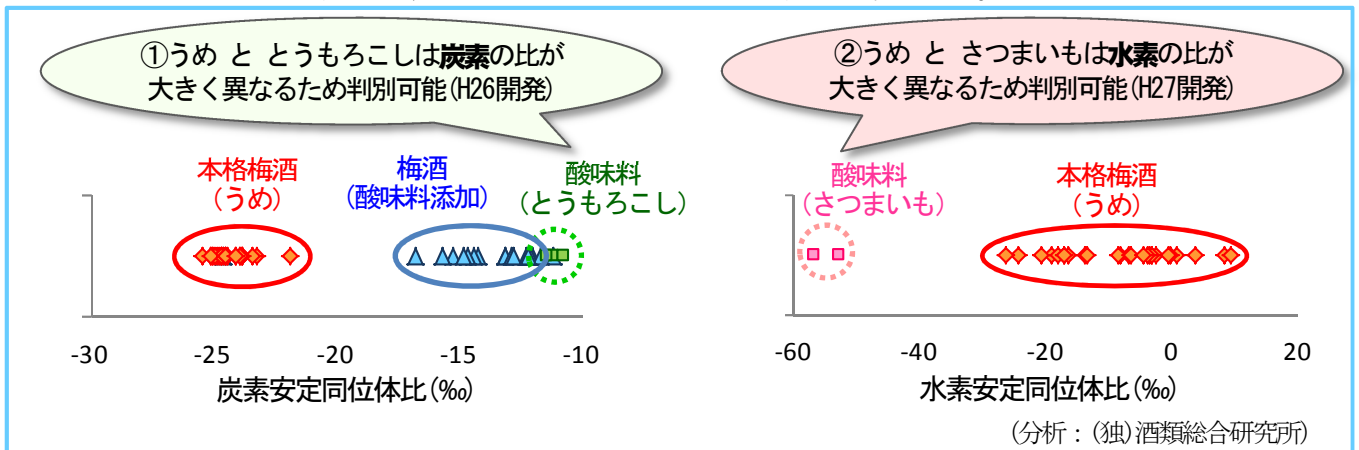 ①うめ と とうもろこしは炭素の比が
大きく異なるため判別可能(H26開発)
②うめ と さつまいもは水素の比が
大きく異なるため判別可能(H27開発)
本格梅酒
(うめ)
梅酒
(酸味料添加)
酸味料
(とうもろこし)
-30 -25 -20 -15 -10
炭素安定同位体比(‰)
酸味料
(さつまいも)
本格梅酒
(うめ)
-60 -40 -20 0 20
水素安定同位体比(‰)
(分析：(独)酒類総合研究所)